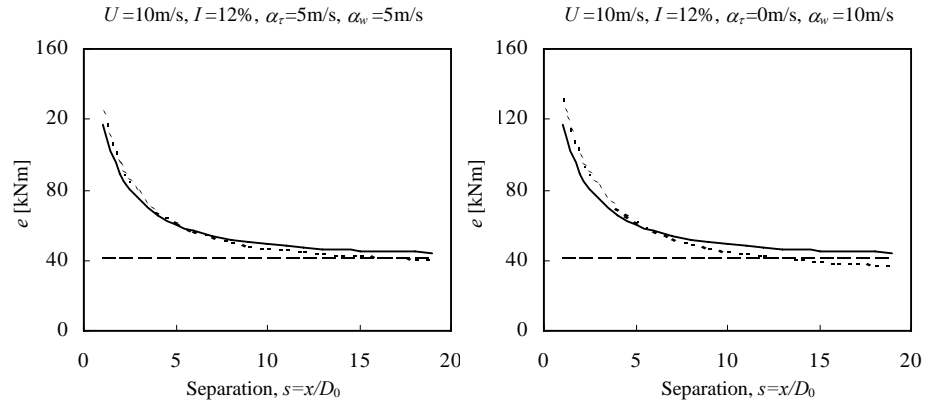 U=10m/s, I=12%, ατ=5m/s, αw=5m/s
160
20
80
40
0
0 5 10 15 20
e [kNm]
Separation, s=x/D0
U=10m/s, I=12%, ατ=0m/s, αw=10m/s
160
120
80
40
0
0 5 10 15 20
e [kNm]
Separation, s=x/D0